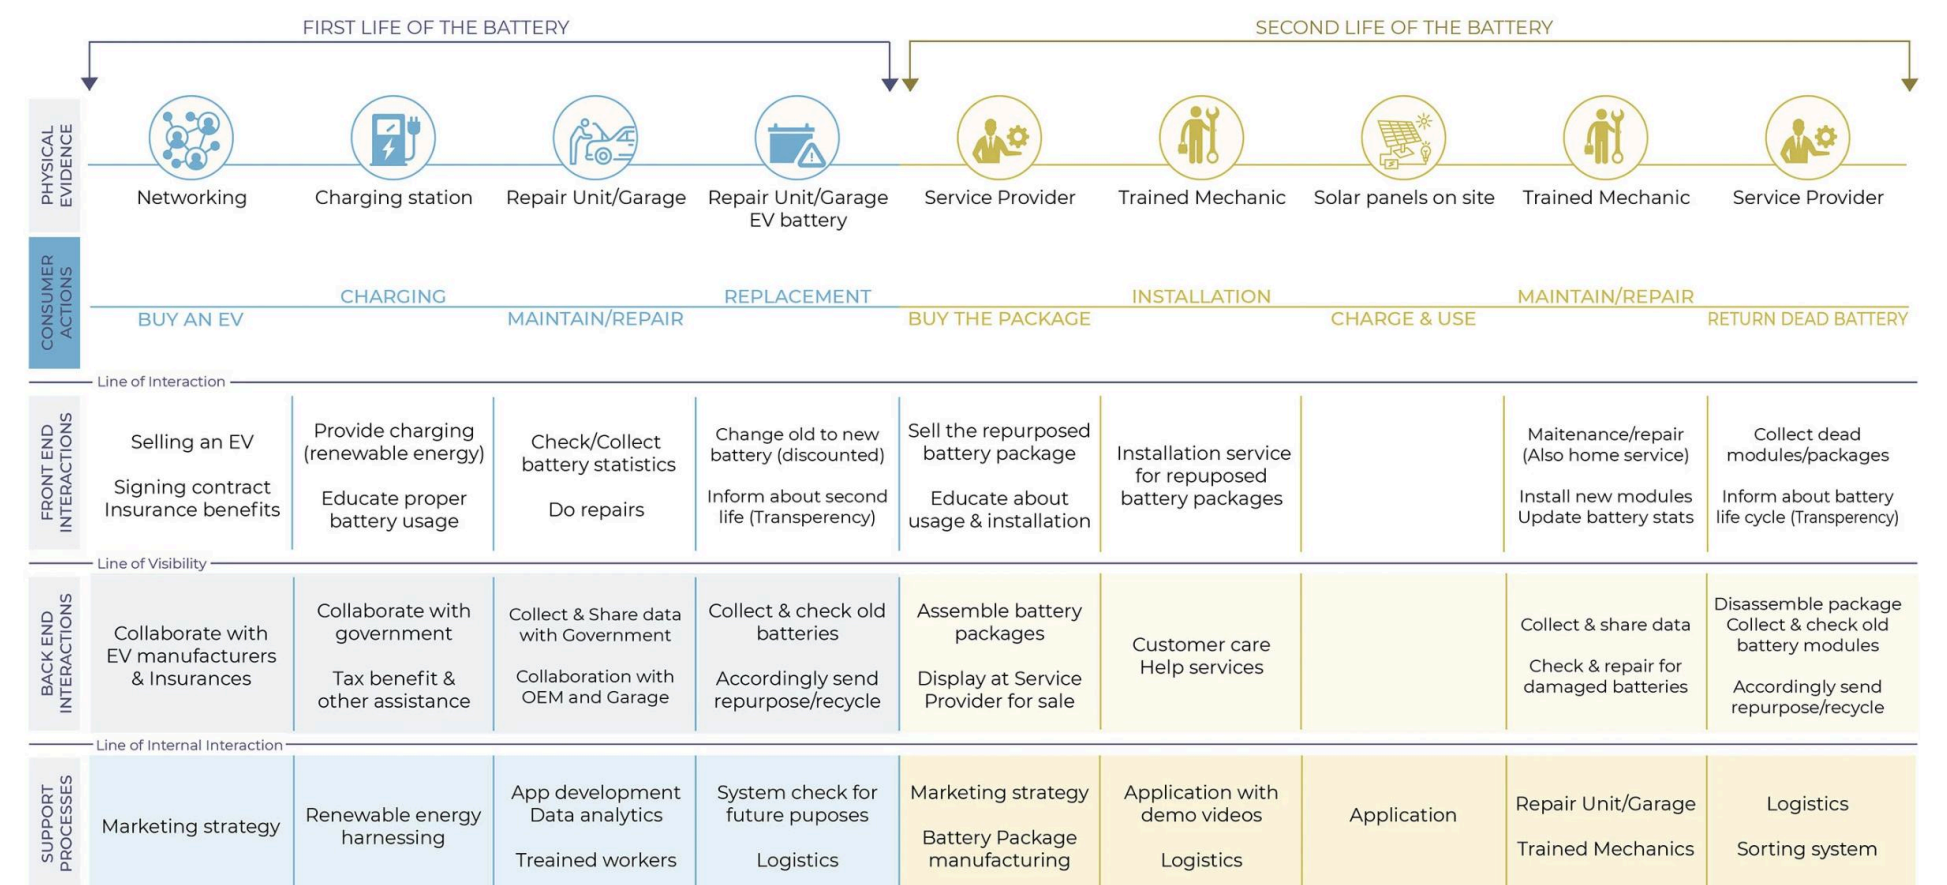 FIRST LIFE OF THE BATTERY
SECOND LIFE OF THE BATTERY
PHYSICAL
EVIDENCE
Networking
Charging station
Repair Unit/Garage
Repair Unit/Garage
EV battery
Service Provider
Trained Mechanic
Solar panels on site
Trained Mechanic
Service Provider
CONSUMER
ACTIONS
BUY AN EV
CHARGING
MAINTAIN/REPAIR
REPLACEMENT
BUY THE PACKAGE
INSTALLATION
CHARGE & USE
MAINTAIN/REPAIR
RETURN DEAD BATTERY
Line of Interaction
FRONT END
INTERACTIONS
Selling an EV
Signing contract
Insurance benefits
Provide charging
(renewable energy)
Educate proper
battery usage
Check/Collect
battery statistics
Do repairs
Change old to new
battery (discounted)
Inform about second
life (Transperency)
Sell the repurposed
battery package
Educate about
usage & installation
Installation service
for repuposed
battery packages
Maitenance/repair
(Also home service)
Install new modules
Update battery stats
Collect dead
modules/packages
Inform about battery
life cycle (Transperency)
Line of Visibility
BACK END
INTERACTIONS
Collaborate with
EV manufacturers
& Insurances
Collaborate with
government
Tax benefit &
other assistance
Collect & Share data
with Government
Collaboration with
OEM and Garage
Collect & check old
batteries
Accordingly send
repurpose/recycle
Assemble battery
packages
Display at Service
Provider for sale
Customer care
Help services
Collect & share data
Check & repair for
damaged batteries
Disassemble package
Collect & check old
battery modules
Accordingly send
repurpose/recycle
Line of Internal Interaction
SUPPORT
PROCESSES
Marketing strategy
Renewable energy
harnessing
App development
Data analytics
Treained workers
System check for
future puposes
Logistics
Marketing strategy
Battery Package
manufacturing
Application with
demo videos
Logistics
Application
Repair Unit/Garage
Trained Mechanics
Logistics
Sorting system